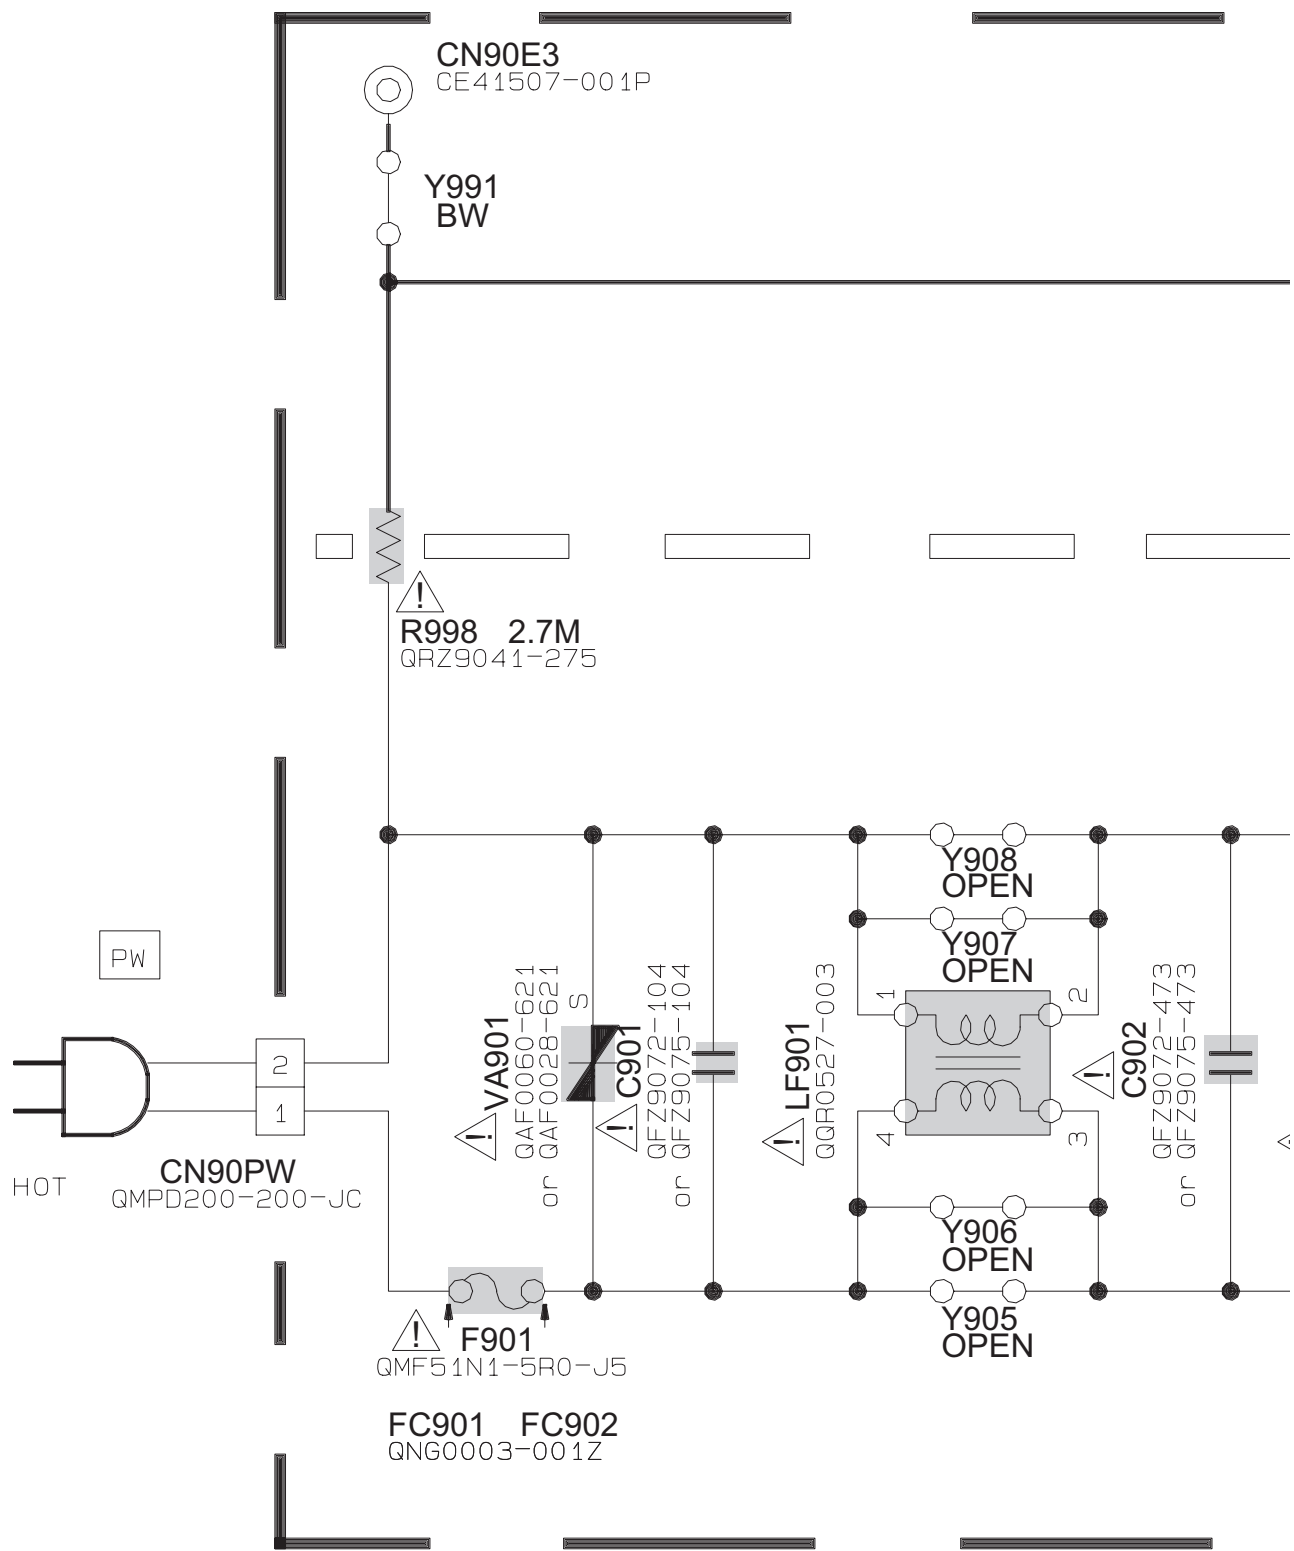 CN90E3
CE41507-001P
Y991
BW
!
R998 2.7M
QRZ9041-275
Y908
OPEN
Y907
OPEN
PW
2
1
CN90PW
QMPD200-200-JC
HOT
!
VA901
QAF0060-621
or QAF0028-621
S
!
C901
QFZ9072-104
or QFZ9075-104
!
LF901
QQR0527-003
1
2
4
3
!
C902
QFZ9072-473
or QFZ9075-473
Y906
OPEN
Y905
OPEN
!
F901
QMF51N1-5R0-J5
FC901 FC902
QNG0003-001Z